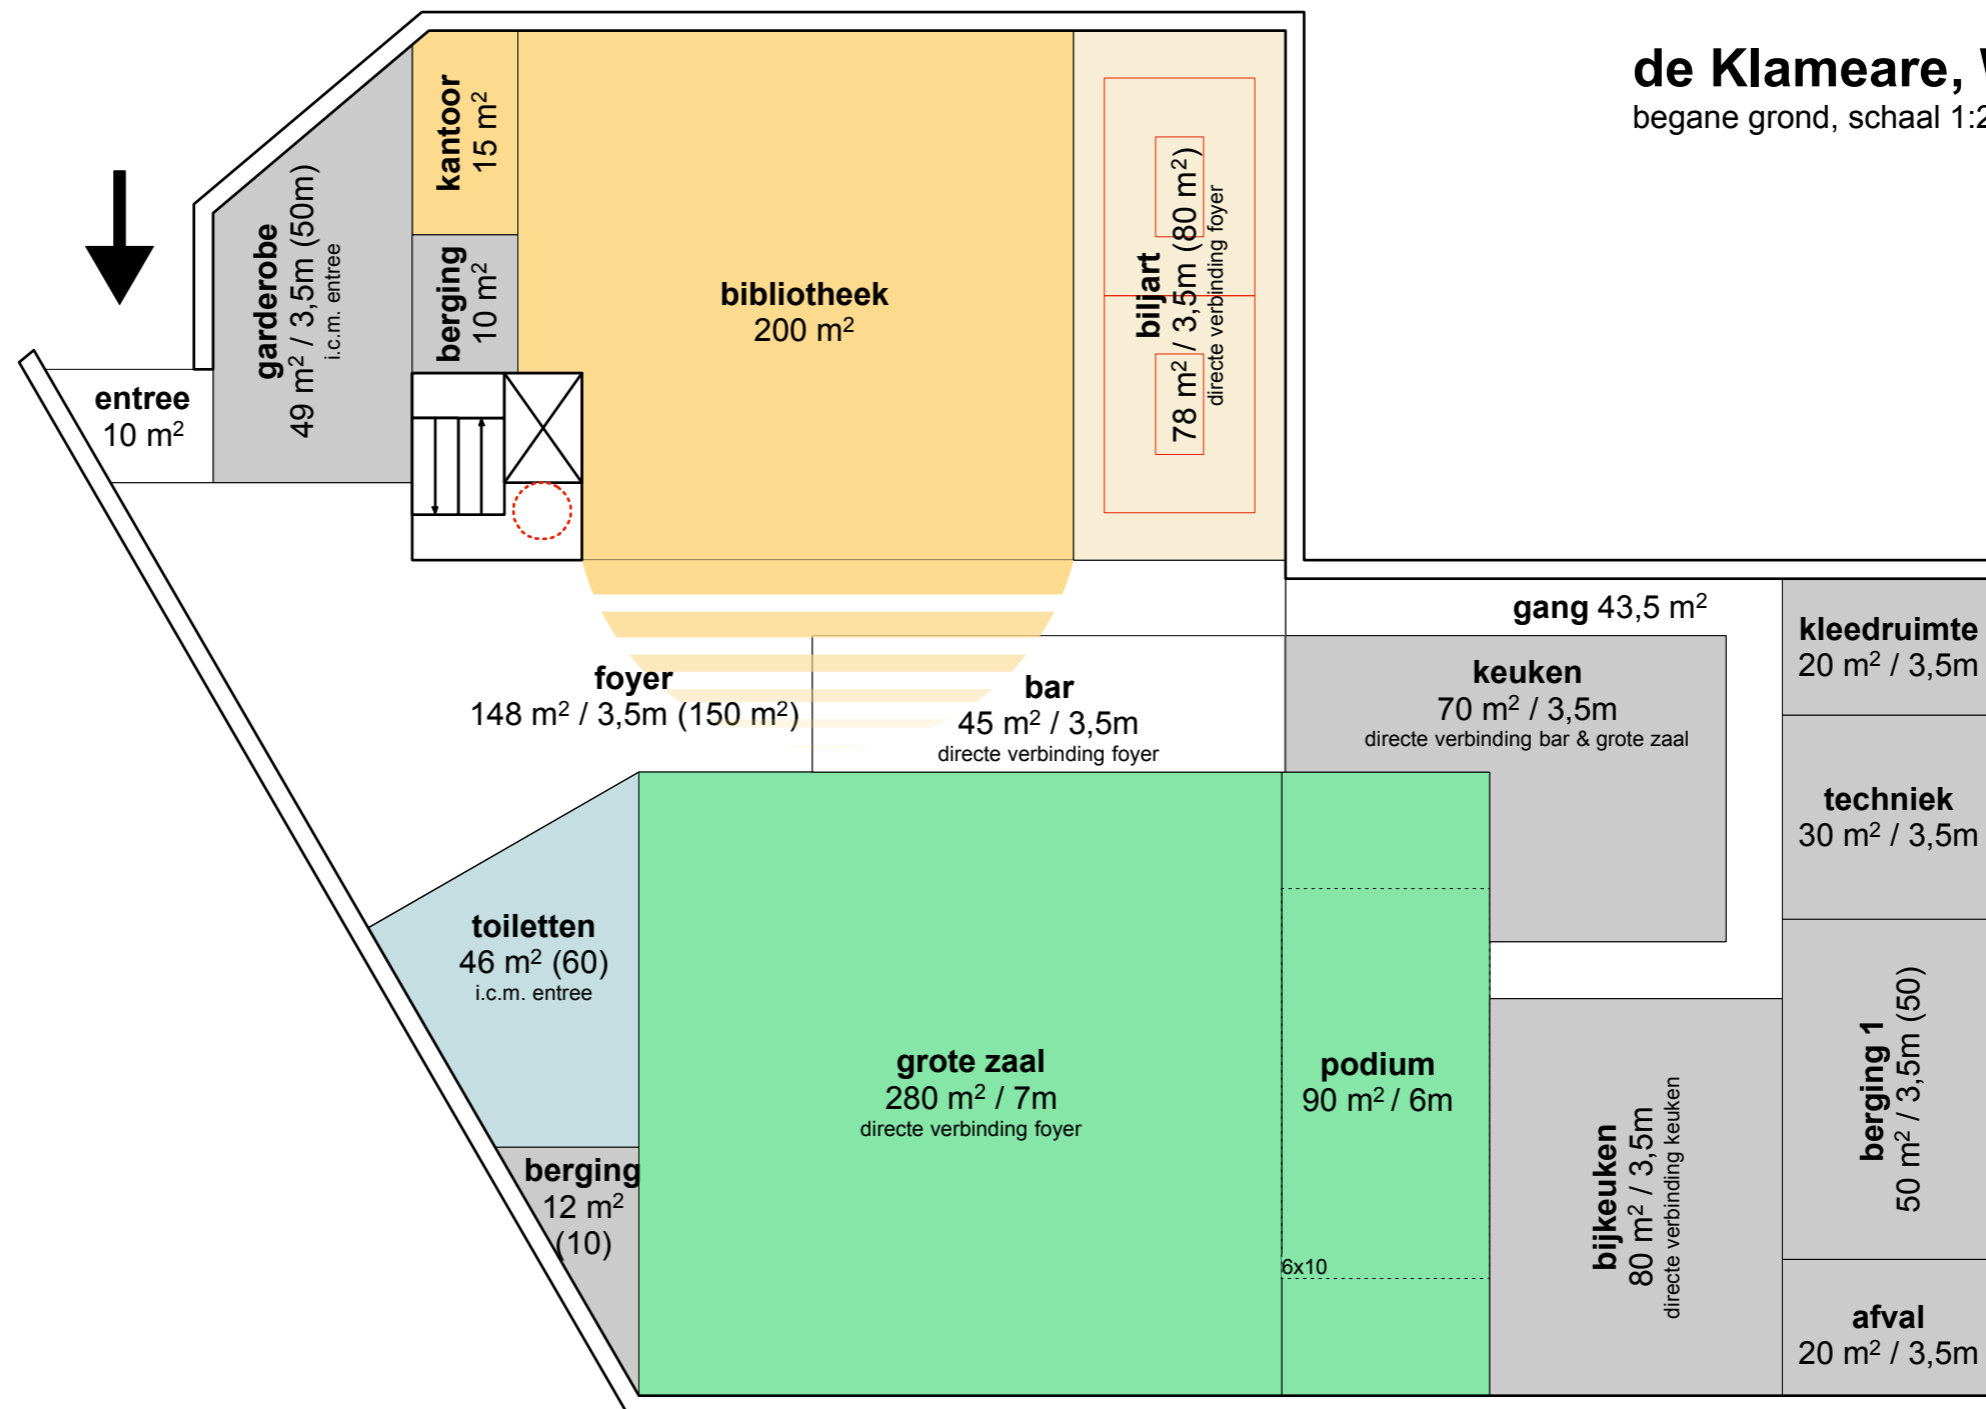 de Klameare,
begane grond, schaal 1:2
kantoor
15 m²
garderobe
49 m² / 3,5m (50m)
i.c.m. entree
berging
10 m²
bibliotheek
200 m²
biljart
78 m² / 3,5m (80 m²)
directe verbinding foyer
entree
10 m²
gang 43,5 m²
kleedruimte
20 m² / 3,5m
foyer
148 m² / 3,5m (150 m²)
bar
45 m² / 3,5m
directe verbinding foyer
keuken
70 m² / 3,5m
directe verbinding bar & grote zaal
techniek
30 m² / 3,5m
toiletten
46 m² (60)
i.c.m. entree
grote zaal
280 m² / 7m
directe verbinding foyer
podium
90 m² / 6m
6x10
berging
12 m²
(10)
bijkeuken
80 m² / 3,5m
directe verbinding keuken
berging 1
50 m² / 3,5m (50)
afval
20 m² / 3,5m